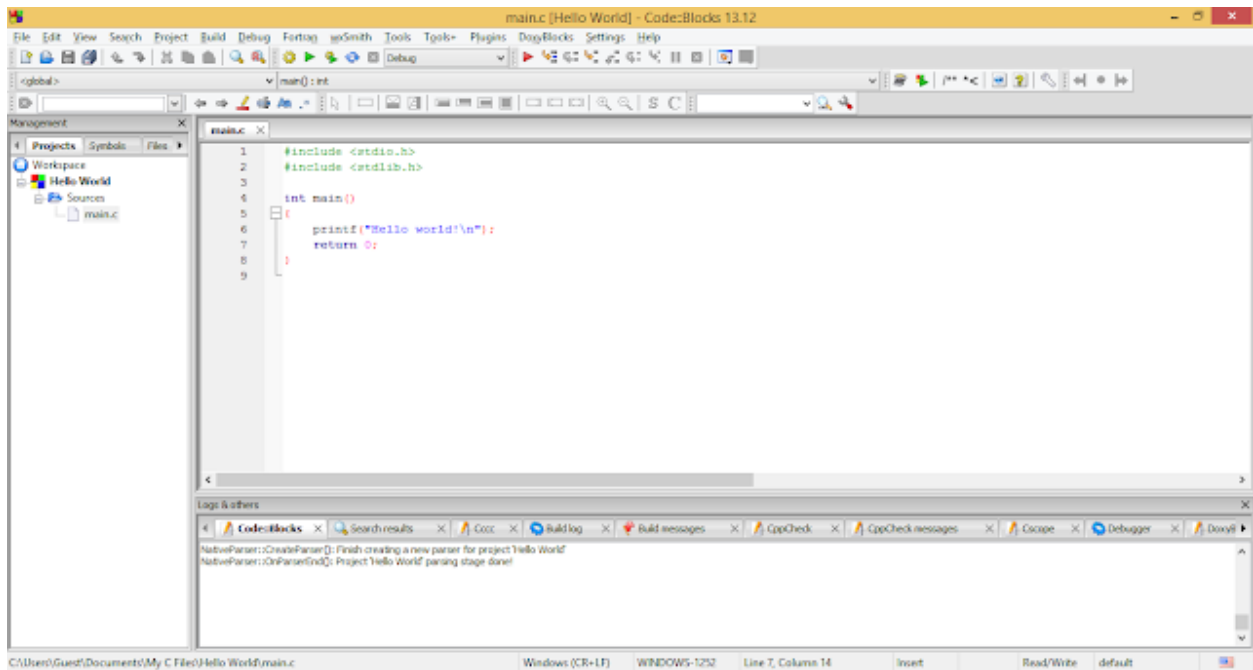 main.c [Hello World] - Code::Blocks 13.12
File Edit View Search Project Build Debug Fortran wxSmith Tools Tools+ Plugins DoxyBlocks Settings Help
Debug
<global> main() : int
S C
Management
Projects Symbols Files
Workspace
Hello World
Sources
main.c
main.c
1 #include <stdio.h>
2 #include <stdlib.h>
3
4 int main()
5 {
6 printf("Hello world!\n");
7 return 0;
8 }
9
Logs & others
Code::Blocks Search results Cccc Build log Build messages CppCheck CppCheck messages Cscope Debugger DoxyB
NativeParser::CreateParser(): Finish creating a new parser for project 'Hello World'
NativeParser::OnParserEnd(): Project 'Hello World' parsing stage done!
C:\Users\Guest\Documents\My C Files\Hello World\main.c Windows (CR+LF) WINDOWS-1252 Line 7, Column 14 Insert Read/Write default